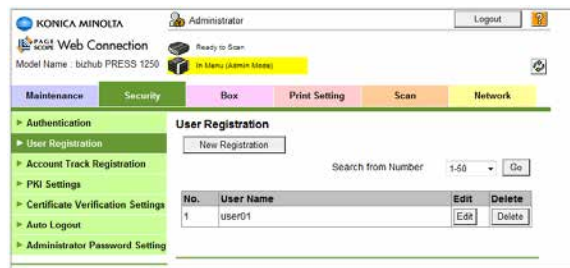 KONICA MINOLTA
Administrator
Logout
?
PAGE SCOPE Web Connection
Ready to Scan
Model Name : bizhub PRESS 1250
In Menu (Admin Mode)
Maintenance Security Box Print Setting Scan Network
Authentication
User Registration
Account Track Registration
PKI Settings
Certificate Verification Settings
Auto Logout
Administrator Password Setting
User Registration
New Registration
Search from Number 1-50 Go
No. User Name Edit Delete
1 user01 Edit Delete